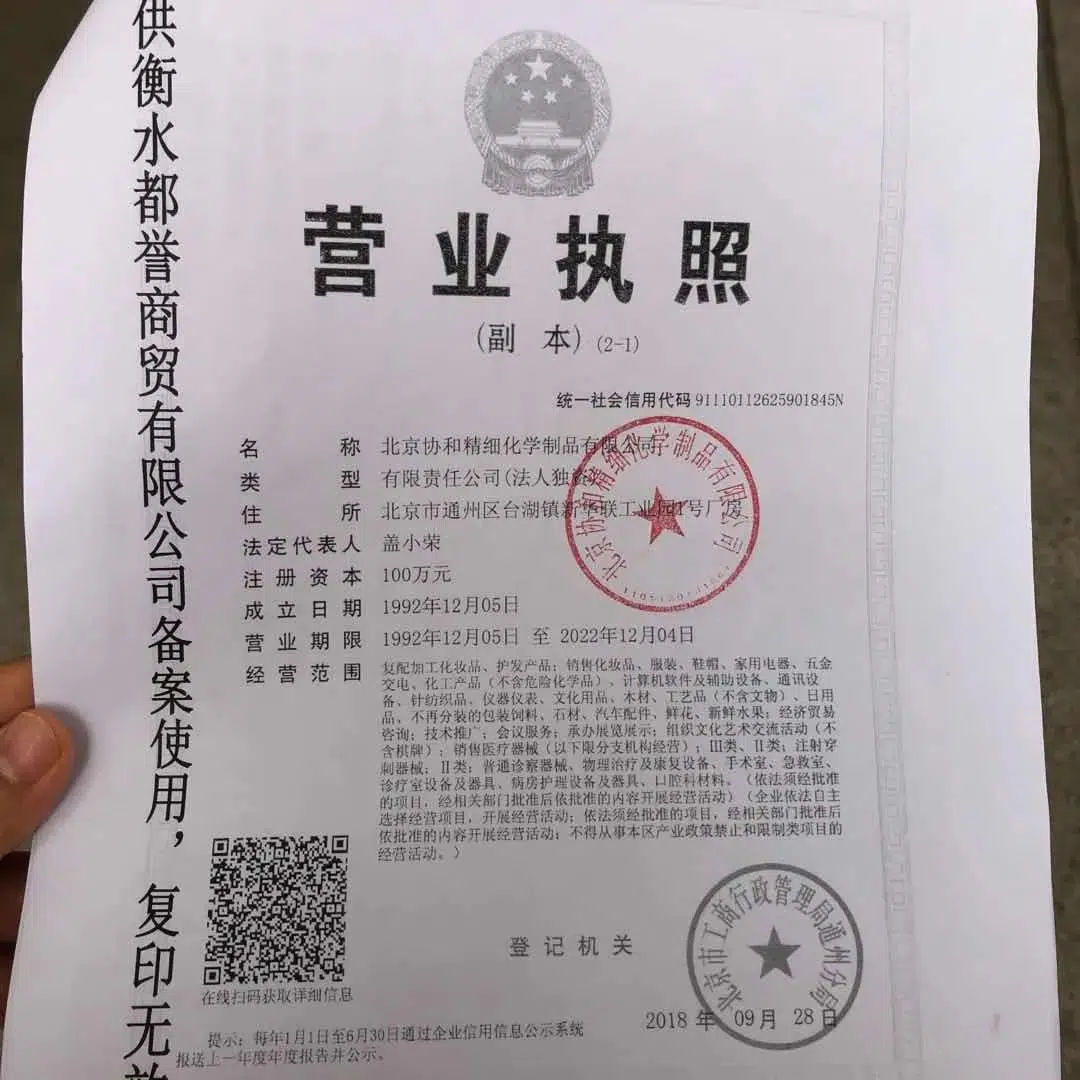 供衡水都誉商贸有限公司备案使用，复印无效
营业执照
(副 本) (2-1)
统一社会信用代码 91110112625901845N
名 称 北京协和精细化学制品有限公司
类 型 有限责任公司(法人独资)
住 所 北京市通州区台湖镇新华联工业园1号厂房
法定代表人 盖小荣
注册资本 100万元
成立日期 1992年12月05日
营业期限 1992年12月05日 至 2022年12月04日
经营范围 复配加工化妆品、护发产品；销售化妆品、服装、鞋帽、家用电器、五金
交电、化工产品（不含危险化学品）、计算机软件及辅助设备、通讯设
备、针纺织品、仪器仪表、文化用品、木材、工艺品（不含文物）、日用
品、不再分装的包装饲料、石材、汽车配件、鲜花、新鲜水果；经济贸易
咨询；技术推广；会议服务；承办展览展示；组织文化艺术交流活动（不
含棋牌）；销售医疗器械（以下限分支机构经营）；III类、II类：注射穿
刺器械；II类：普通诊察器械、物理治疗及康复设备、手术室、急救室、
诊疗室设备及器具、病房护理设备及器具、口腔科材料。（依法须经批准
的项目，经相关部门批准后依批准的内容开展经营活动）（企业依法自主
选择经营项目，开展经营活动；依法须经批准的项目，经相关部门批准后
依批准的内容开展经营活动；不得从事本区产业政策禁止和限制类项目的
经营活动。）
北京协和精细化学制品有限公司
在线扫码获取详细信息
登记机关
北京市工商行政管理局通州分局
2018 年 09月 28日
提示：每年1月1日至6月30日通过企业信用信息公示系统
报送上一年度年度报告并公示。